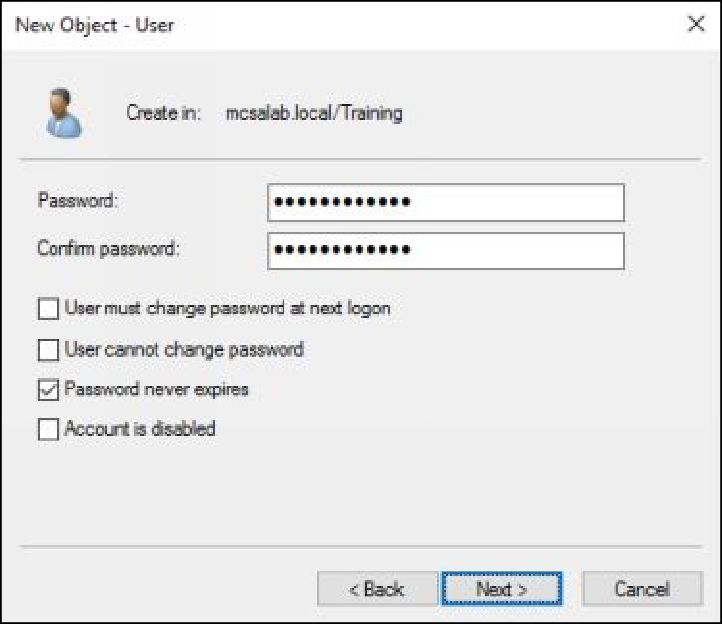 New Object - User
Create in: mcsalab.local/Training
Password: ●●●●●●●●●●●●
Confirm password: ●●●●●●●●●●●●
User must change password at next logon
User cannot change password
Password never expires
Account is disabled
< Back Next > Cancel